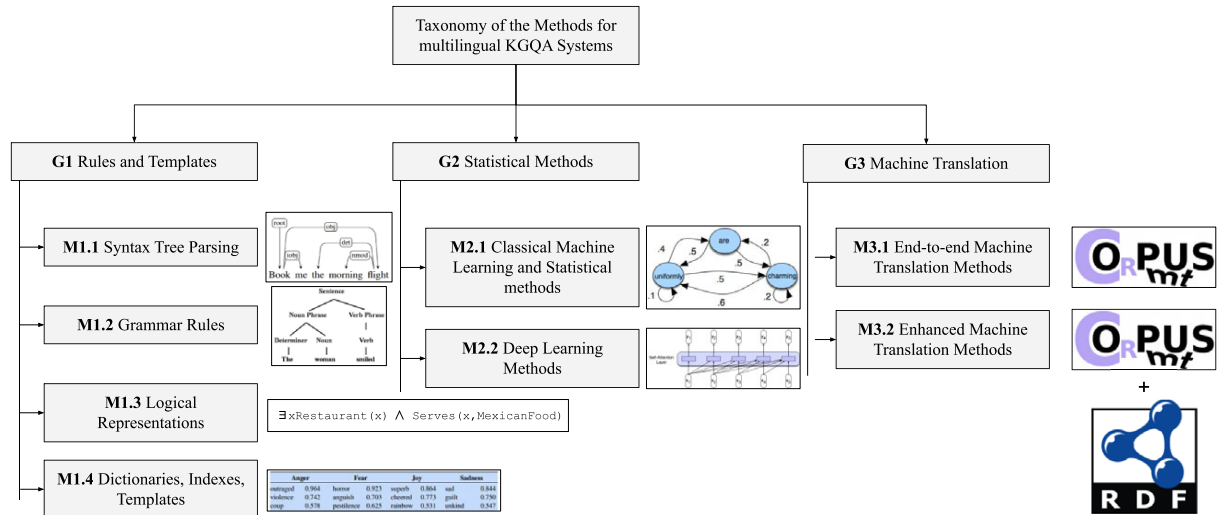 Taxonomy of the Methods for
multilingual KGQA Systems
G1 Rules and Templates
G2 Statistical Methods
G3 Machine Translation
M1.1 Syntax Tree Parsing
root
obj
det
iobj
nmod
Book me the morning flight
M1.2 Grammar Rules
Sentence
Noun Phrase Verb Phrase
Determiner Noun Verb
The woman smiled
M1.3 Logical
Representations
∃xRestaurant(x) ∧ Serves(x,MexicanFood)
M1.4 Dictionaries, Indexes,
Templates
Anger Fear Joy Sadness
outraged 0.964 horror 0.923 superb 0.864 sad 0.844
violence 0.742 anguish 0.703 cheered 0.773 guilt 0.750
coup 0.578 pestilence 0.625 rainbow 0.531 unkind 0.547
M2.1 Classical Machine
Learning and Statistical
methods
are
.4 .5 .5 .2
uniformly charming
.5
.1 .6 .2
M2.2 Deep Learning
Methods
Self-Attention
Layer
M3.1 End-to-end Machine
Translation Methods
CORPUS
mt
M3.2 Enhanced Machine
Translation Methods
CORPUS
mt
+
RDF